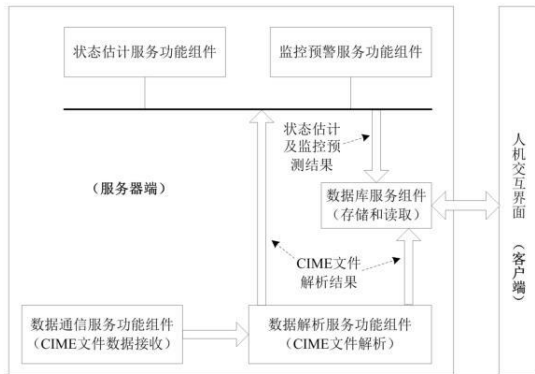 状态估计服务功能组件
监控预警服务功能组件
状态估计
及监控预
测结果
(服务器端)
数据库服务组件
(存储和读取)
CIME文件
解析结果
数据通信服务功能组件
(CIME文件数据接收)
数据解析服务功能组件
(CIME文件解析)
人机交互界面
(客户端)